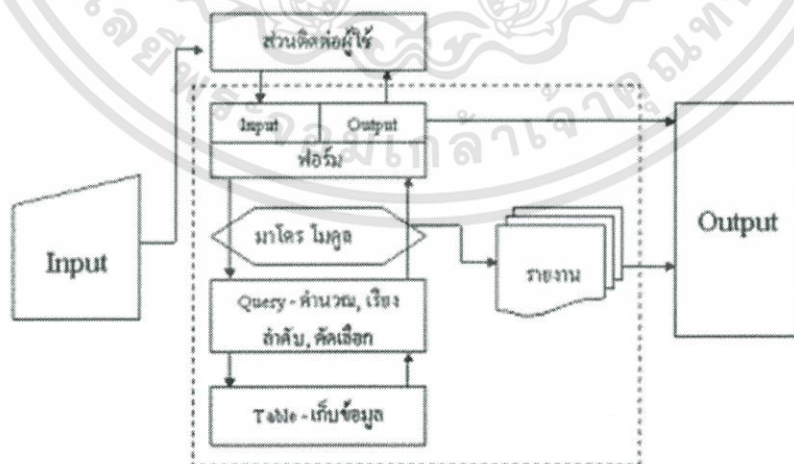 ส่วนติดต่อผู้ใช้
Input
Output
ฟอร์ม
มาโคร โมดูล
Query - คำนวณ, เรียง
ลำดับ, คัดเลือก
Table - เก็บข้อมูล
Input
รายงาน
Output